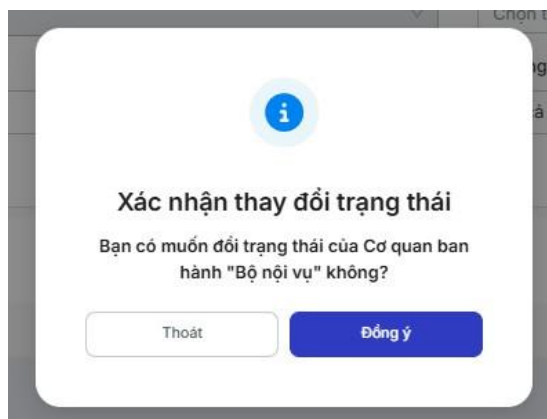 Chọn t
Xác nhận thay đổi trạng thái
Bạn có muốn đổi trạng thái của Cơ quan ban
hành "Bộ nội vụ" không?
Thoát
Đồng ý